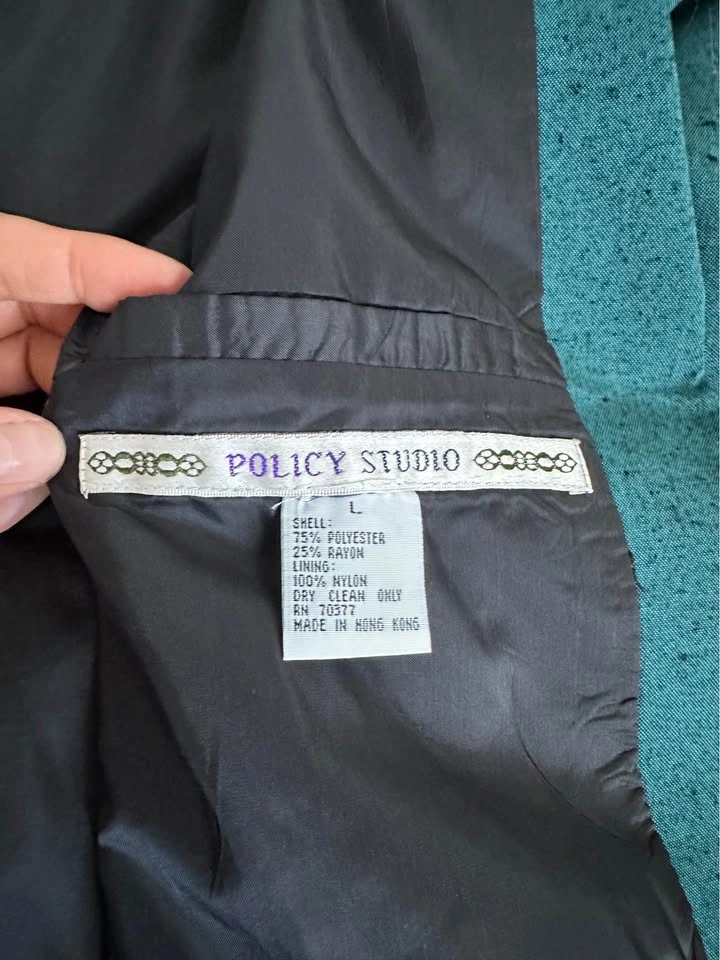 POLICY STUDIO
L
SHELL:
75% POLYESTER
25% RAYON
LINING:
100% NYLON
DRY CLEAN ONLY
RN 70377
MADE IN HONG KONG